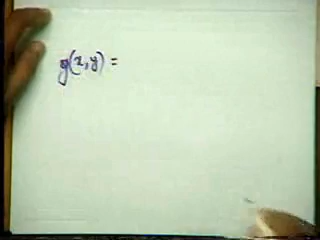 g(x,y) =